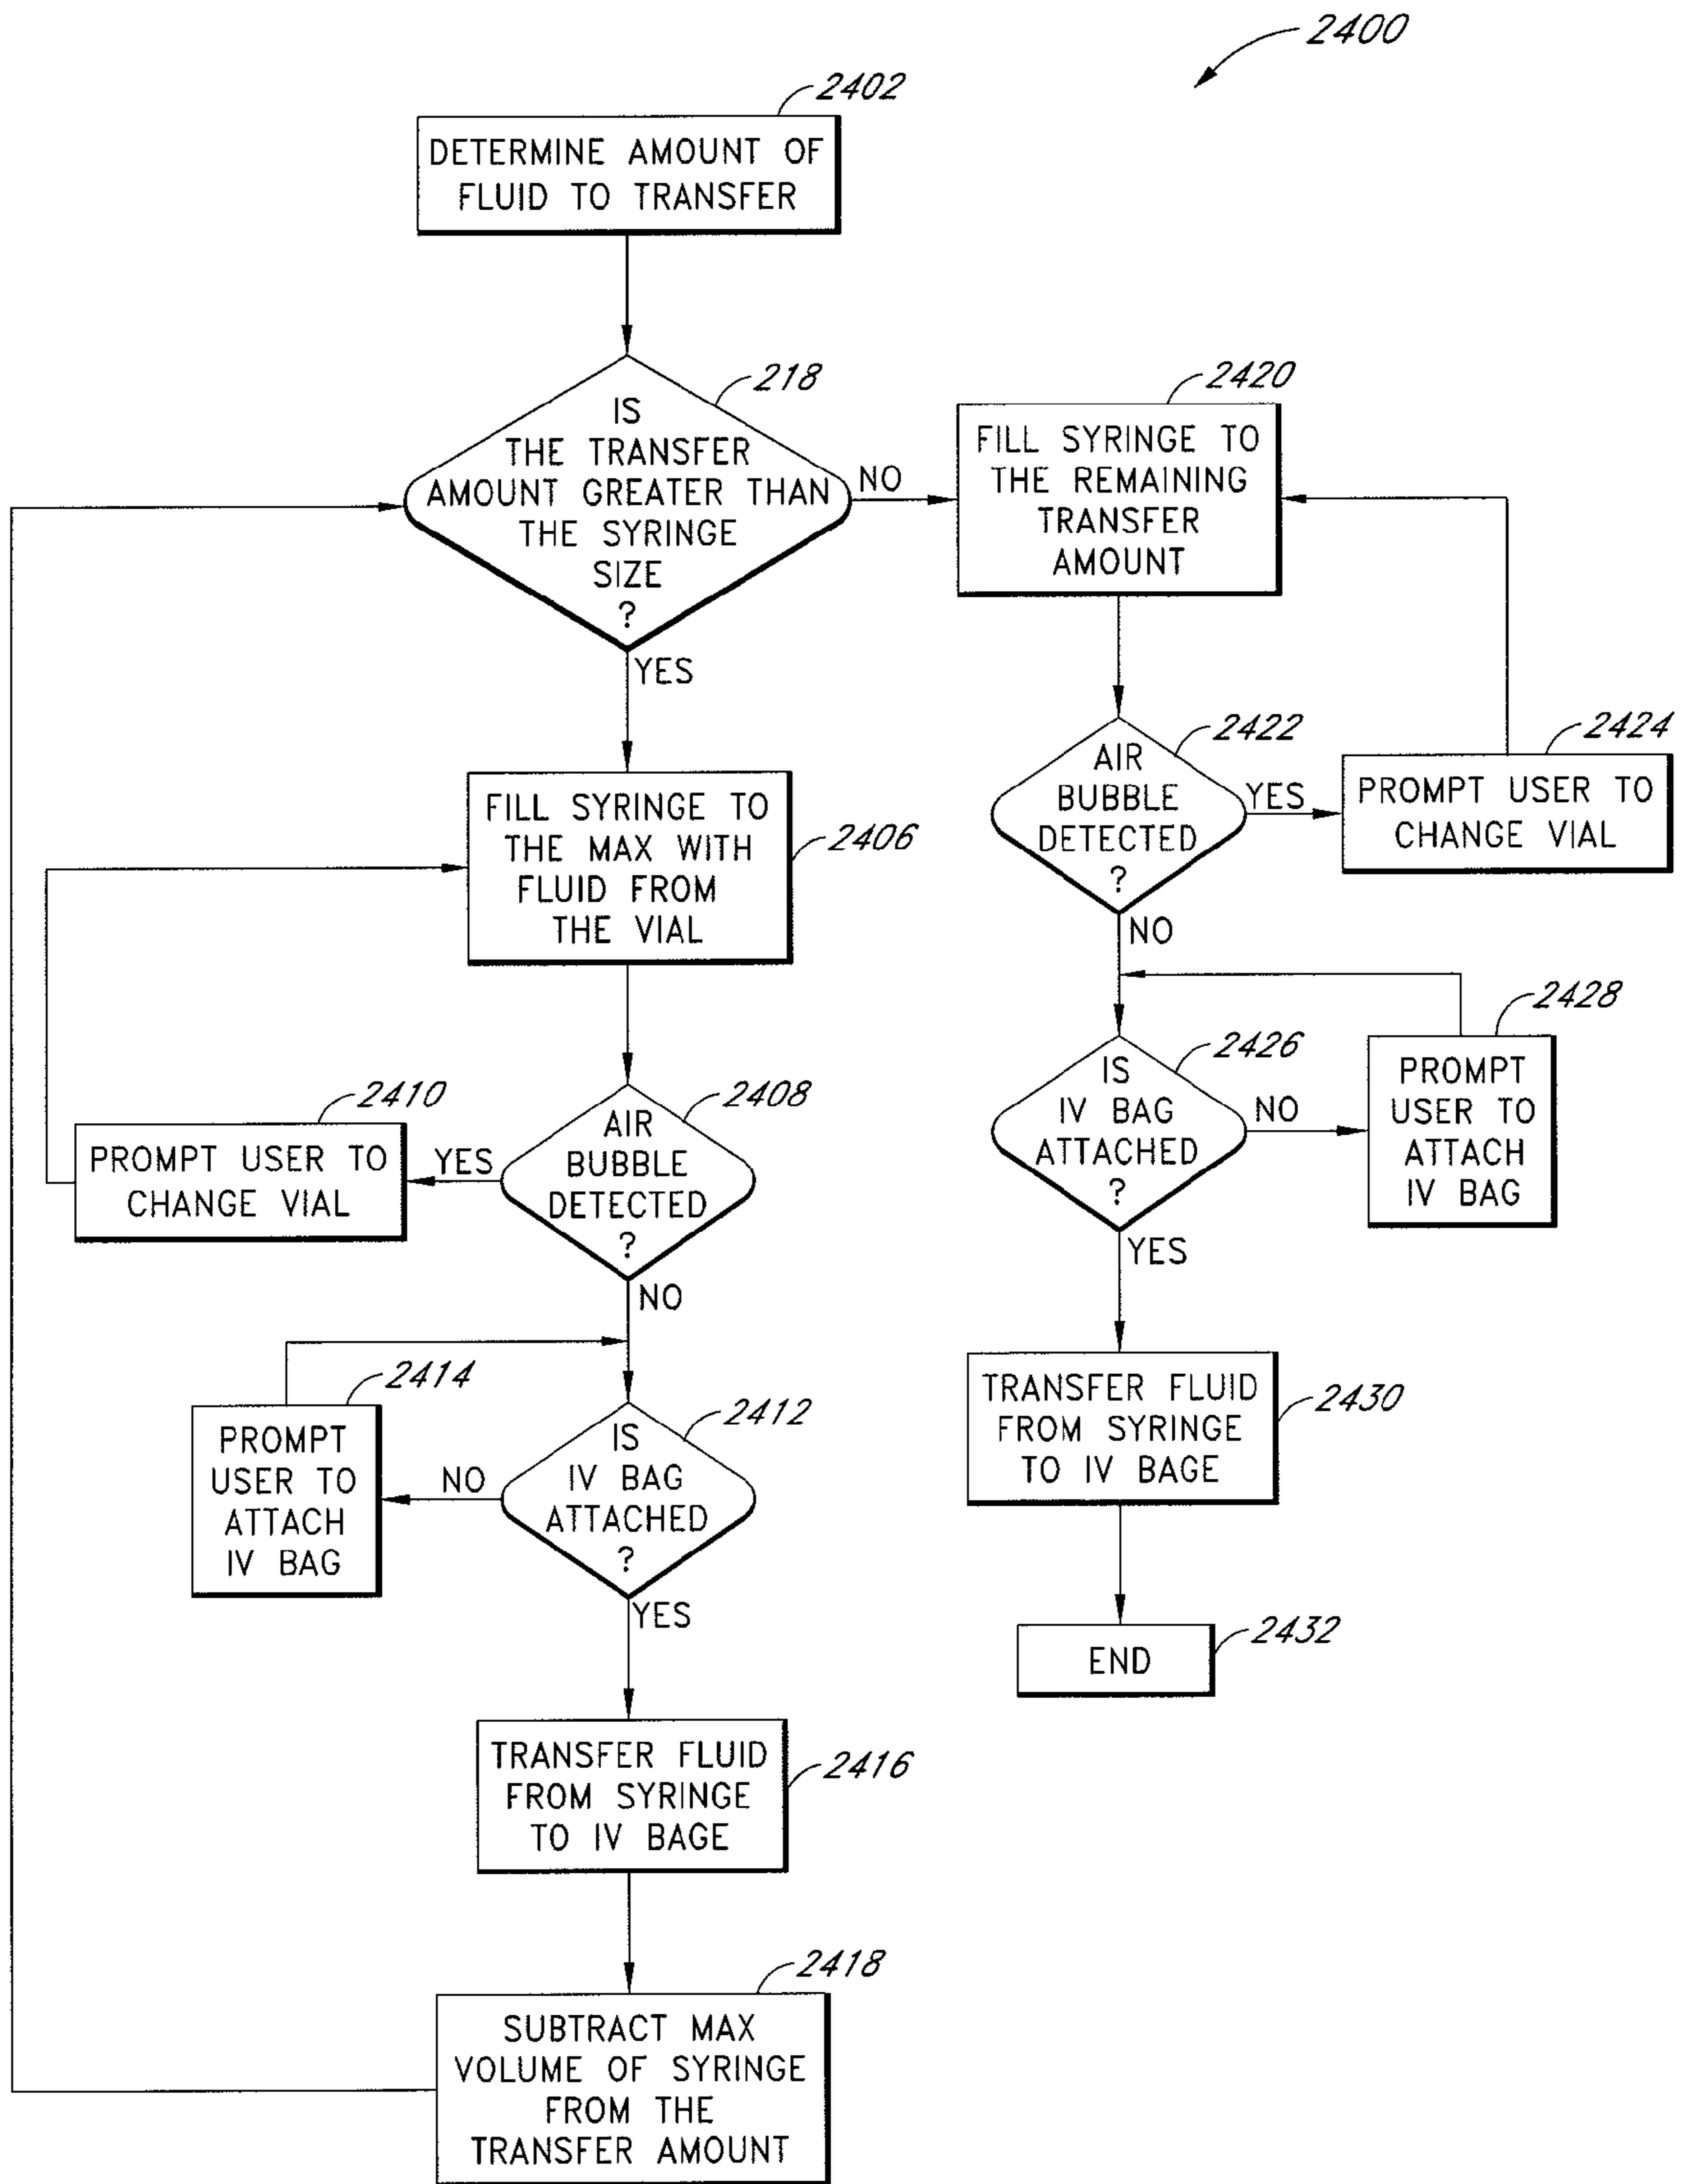 2400
2402
DETERMINE AMOUNT OF
FLUID TO TRANSFER
218
IS
THE TRANSFER
AMOUNT GREATER THAN
THE SYRINGE
SIZE
?
NO
YES
2420
FILL SYRINGE TO
THE REMAINING
TRANSFER
AMOUNT
2422
AIR
BUBBLE
DETECTED
?
YES
NO
2424
PROMPT USER TO
CHANGE VIAL
2406
FILL SYRINGE TO
THE MAX WITH
FLUID FROM
THE VIAL
2426
IS
IV BAG
ATTACHED
?
NO
YES
2428
PROMPT
USER TO
ATTACH
IV BAG
2408
AIR
BUBBLE
DETECTED
?
YES
NO
2410
PROMPT USER TO
CHANGE VIAL
2430
TRANSFER FLUID
FROM SYRINGE
TO IV BAGE
2412
IS
IV BAG
ATTACHED
?
NO
YES
2414
PROMPT
USER TO
ATTACH
IV BAG
2432
END
2416
TRANSFER FLUID
FROM SYRINGE
TO IV BAGE
2418
SUBTRACT MAX
VOLUME OF SYRINGE
FROM THE
TRANSFER AMOUNT